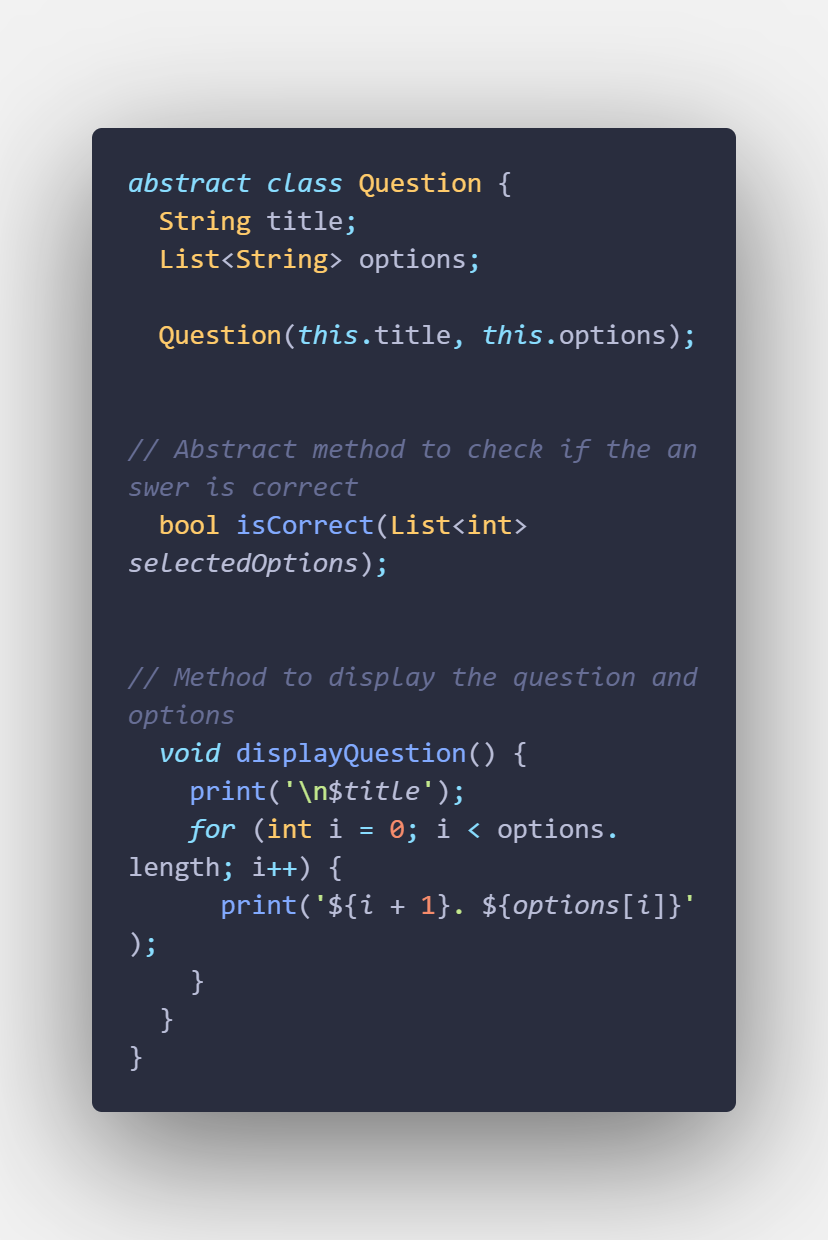 abstract class Question {
  String title;
  List<String> options;

  Question(this.title, this.options);


// Abstract method to check if the an
swer is correct
  bool isCorrect(List<int>
selectedOptions);


// Method to display the question and
options
  void displayQuestion() {
    print('\n$title');
    for (int i = 0; i < options.
length; i++) {
      print('${i + 1}. ${options[i]}'
);
    }
  }
}